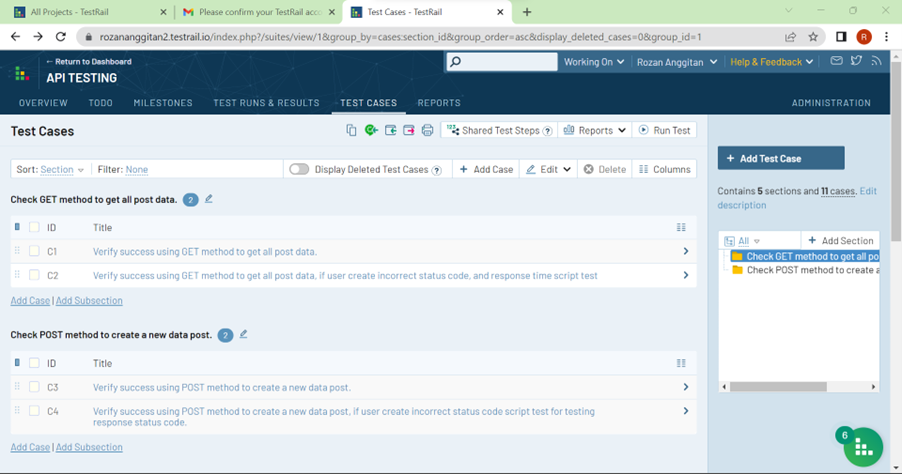 All Projects - TestRail
Please confirm your TestRail acc
Test Cases - TestRail
rozananggitan2.testrail.io/index.php?/suites/view/1&group_by=cases:section_id&group_order=asc&display_deleted_cases=0&group_id=1
R
← Return to Dashboard
API TESTING
Working On
Rozan Anggitan
Help & Feedback
OVERVIEW
TODO
MILESTONES
TEST RUNS & RESULTS
TEST CASES
REPORTS
ADMINISTRATION
Test Cases
Shared Test Steps ?
Reports
Run Test
Sort: Section
Filter: None
Display Deleted Test Cases ?
+ Add Case
Edit
Delete
Columns
Check GET method to get all post data. 2
ID Title
C1 Verify success using GET method to get all post data.
C2 Verify success using GET method to get all post data, if user create incorrect status code, and response time script test
Add Case | Add Subsection
Check POST method to create a new data post. 2
ID Title
C3 Verify success using POST method to create a new data post.
C4 Verify success using POST method to create a new data post, if user create incorrect status code script test for testing
response status code.
Add Case | Add Subsection
+ Add Test Case
Contains 5 sections and 11 cases. Edit
description
All
+ Add Section
Check GET method to get all po
Check POST method to create a
6